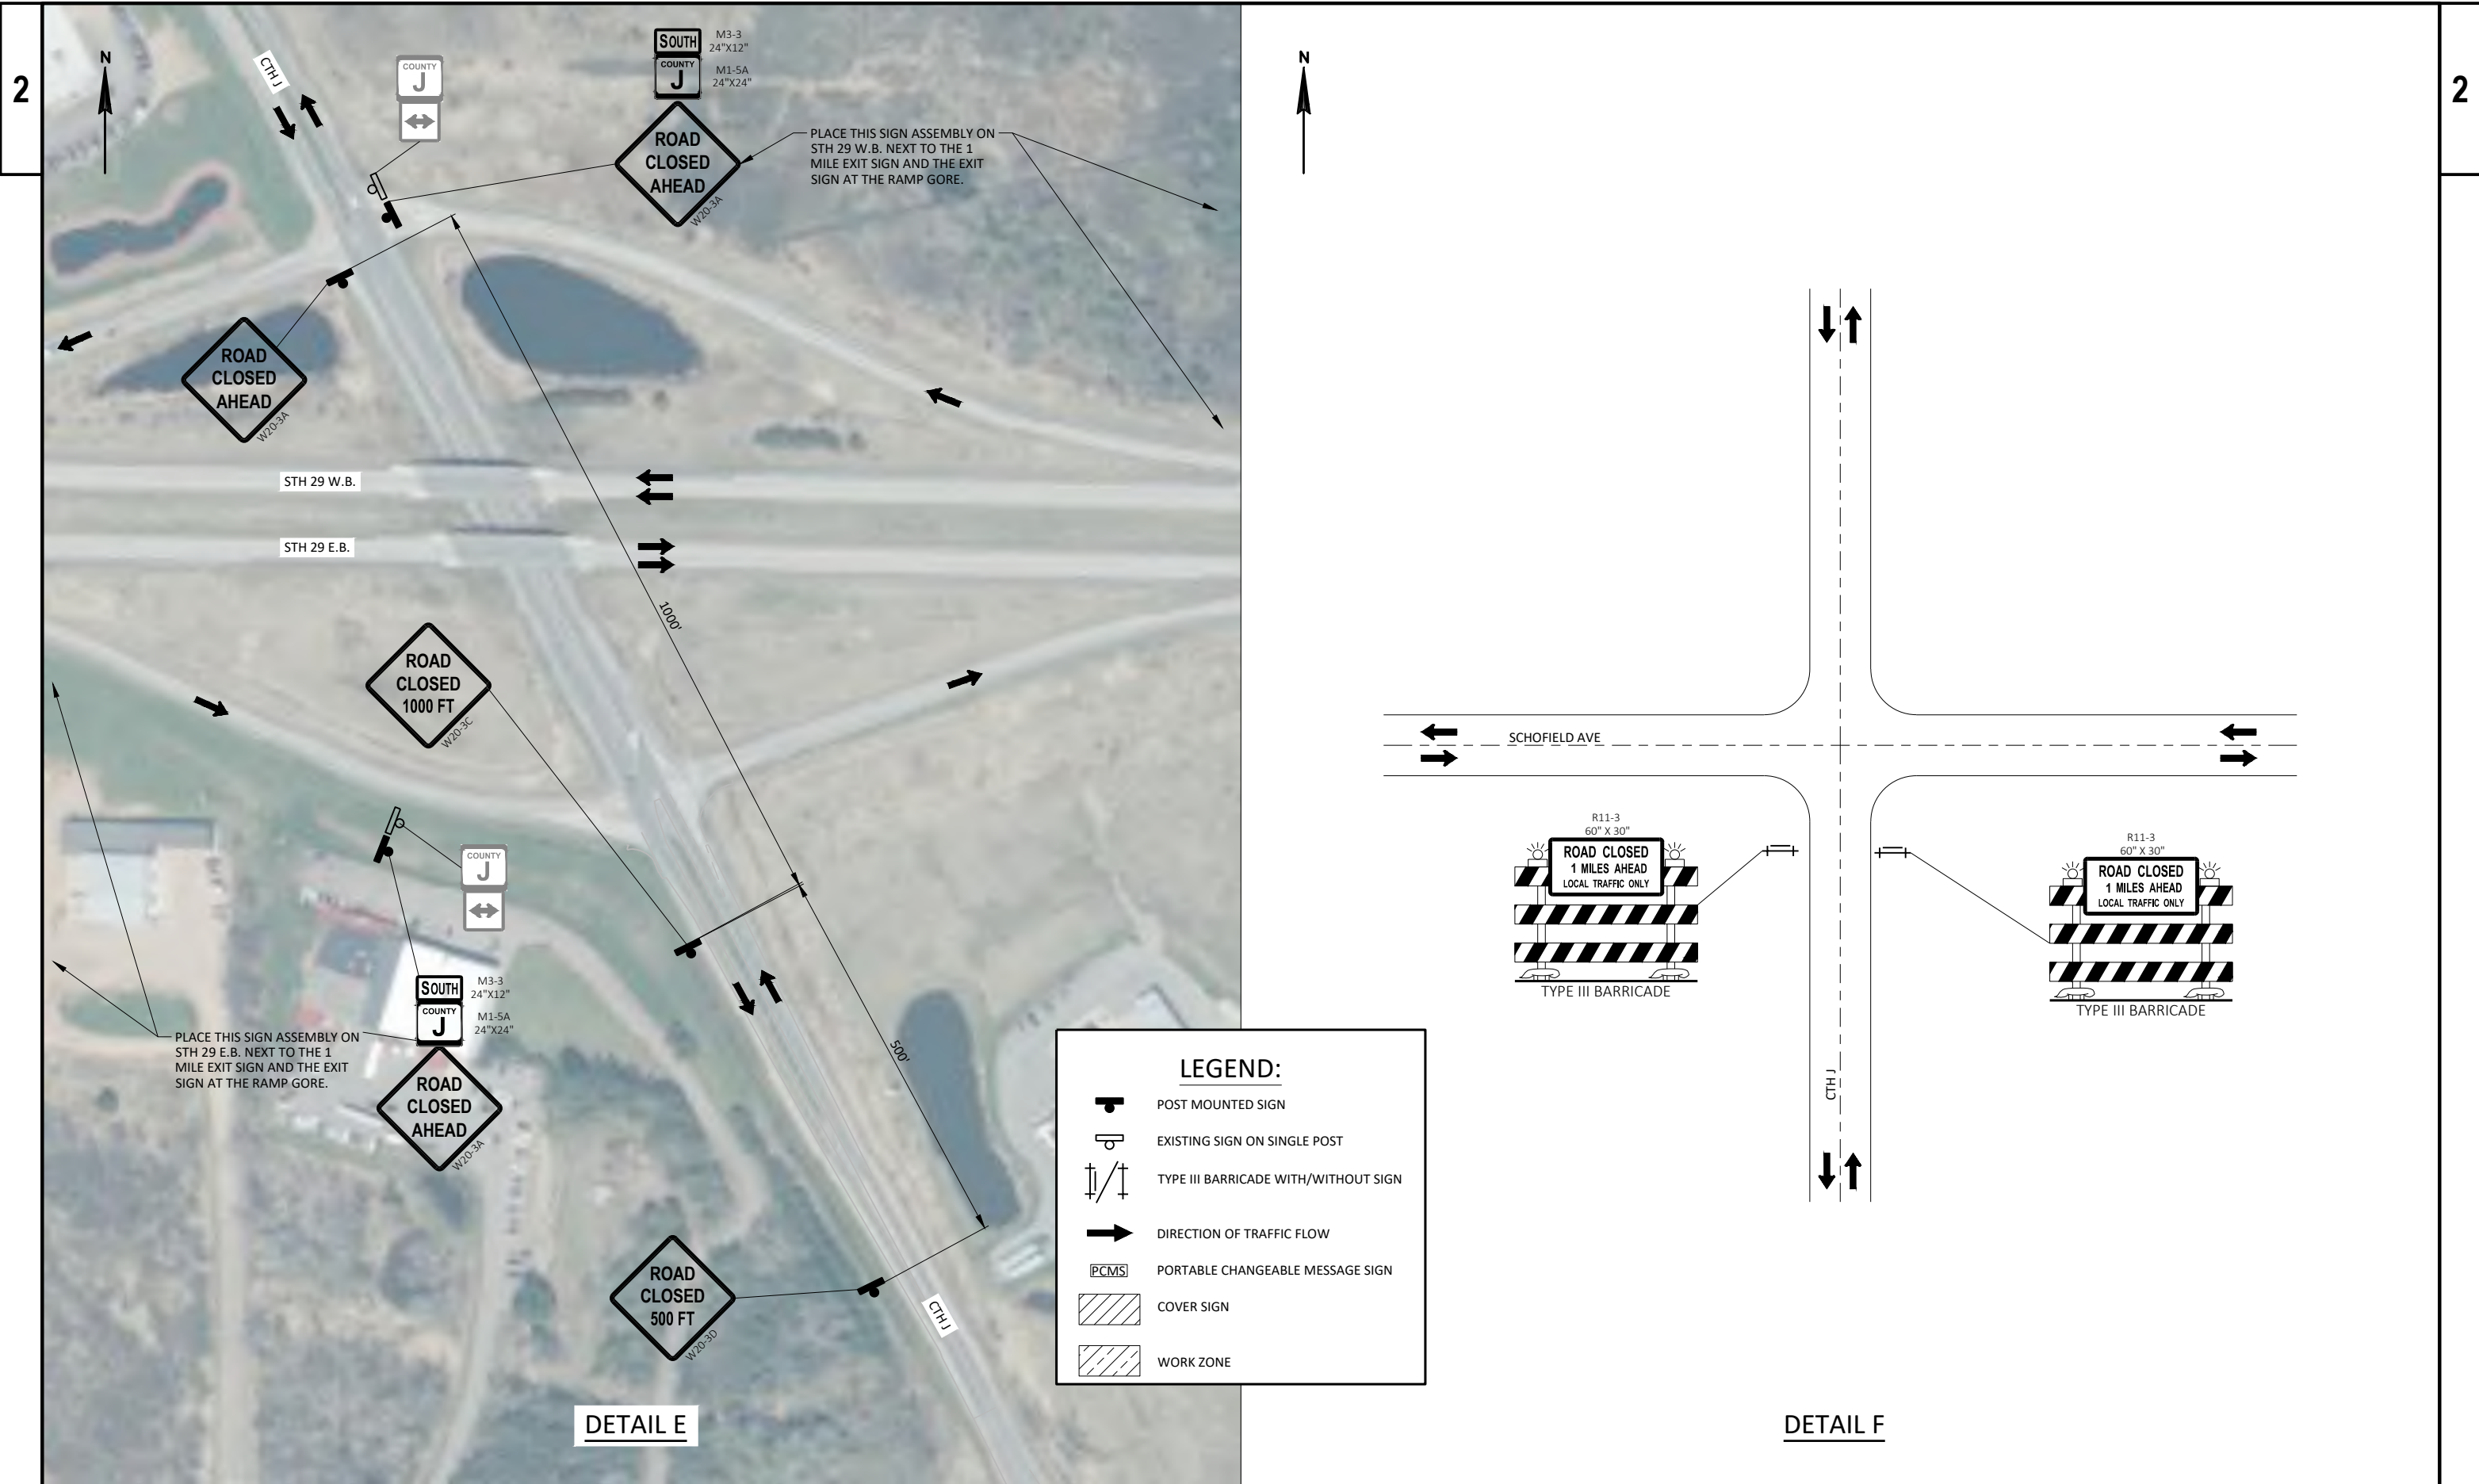 2
2
N
CTH J
COUNTY
J
SOUTH
M3-3
24"X12"
COUNTY
J
M1-5A
24"X24"
ROAD
CLOSED
AHEAD
W20-3A
PLACE THIS SIGN ASSEMBLY ON
STH 29 W.B. NEXT TO THE 1
MILE EXIT SIGN AND THE EXIT
SIGN AT THE RAMP GORE.
ROAD
CLOSED
AHEAD
W20-3A
STH 29 W.B.
STH 29 E.B.
1000'
ROAD
CLOSED
1000 FT
W20-3C
COUNTY
J
SOUTH
M3-3
24"X12"
COUNTY
J
M1-5A
24"X24"
PLACE THIS SIGN ASSEMBLY ON
STH 29 E.B. NEXT TO THE 1
MILE EXIT SIGN AND THE EXIT
SIGN AT THE RAMP GORE.
ROAD
CLOSED
AHEAD
W20-3A
500'
ROAD
CLOSED
500 FT
W20-3D
CTH J
DETAIL E
LEGEND:
POST MOUNTED SIGN
EXISTING SIGN ON SINGLE POST
TYPE III BARRICADE WITH/WITHOUT SIGN
DIRECTION OF TRAFFIC FLOW
PCMS PORTABLE CHANGEABLE MESSAGE SIGN
COVER SIGN
WORK ZONE
N
SCHOFIELD AVE
R11-3
60" X 30"
ROAD CLOSED
1 MILES AHEAD
LOCAL TRAFFIC ONLY
TYPE III BARRICADE
R11-3
60" X 30"
ROAD CLOSED
1 MILES AHEAD
LOCAL TRAFFIC ONLY
TYPE III BARRICADE
CTH J
DETAIL F